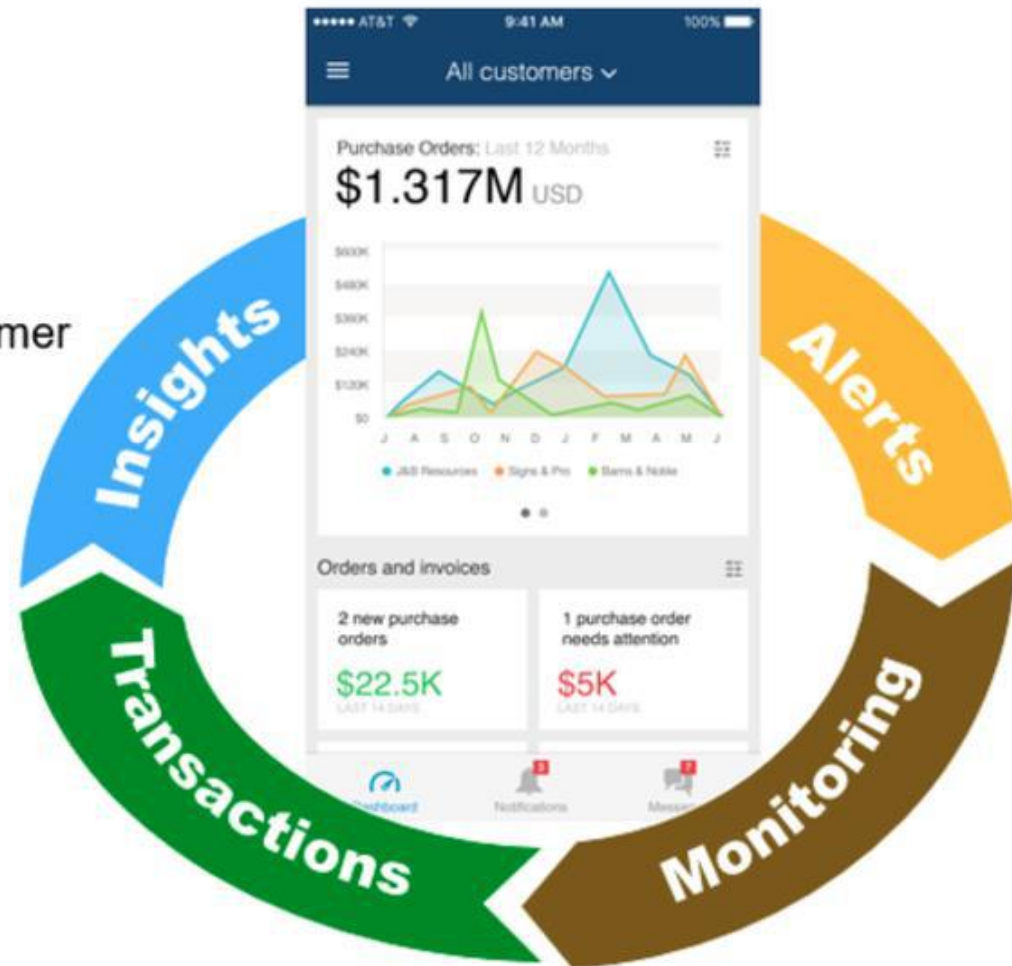 AT&T 9:41 AM 100%
All customers
Purchase Orders: Last 12 Months
$1.317M USD
$600K
$480K
$360K
$240K
$120K
$0
J A S O N D J F M A M J
J&B Resources Signs & Pro Barns & Noble
Orders and invoices
2 new purchase
orders
$22.5K
LAST 14 DAYS
1 purchase order
needs attention
$5K
LAST 14 DAYS
Dashboard Notifications
mer
Insights
Alerts
Monitoring
Transactions